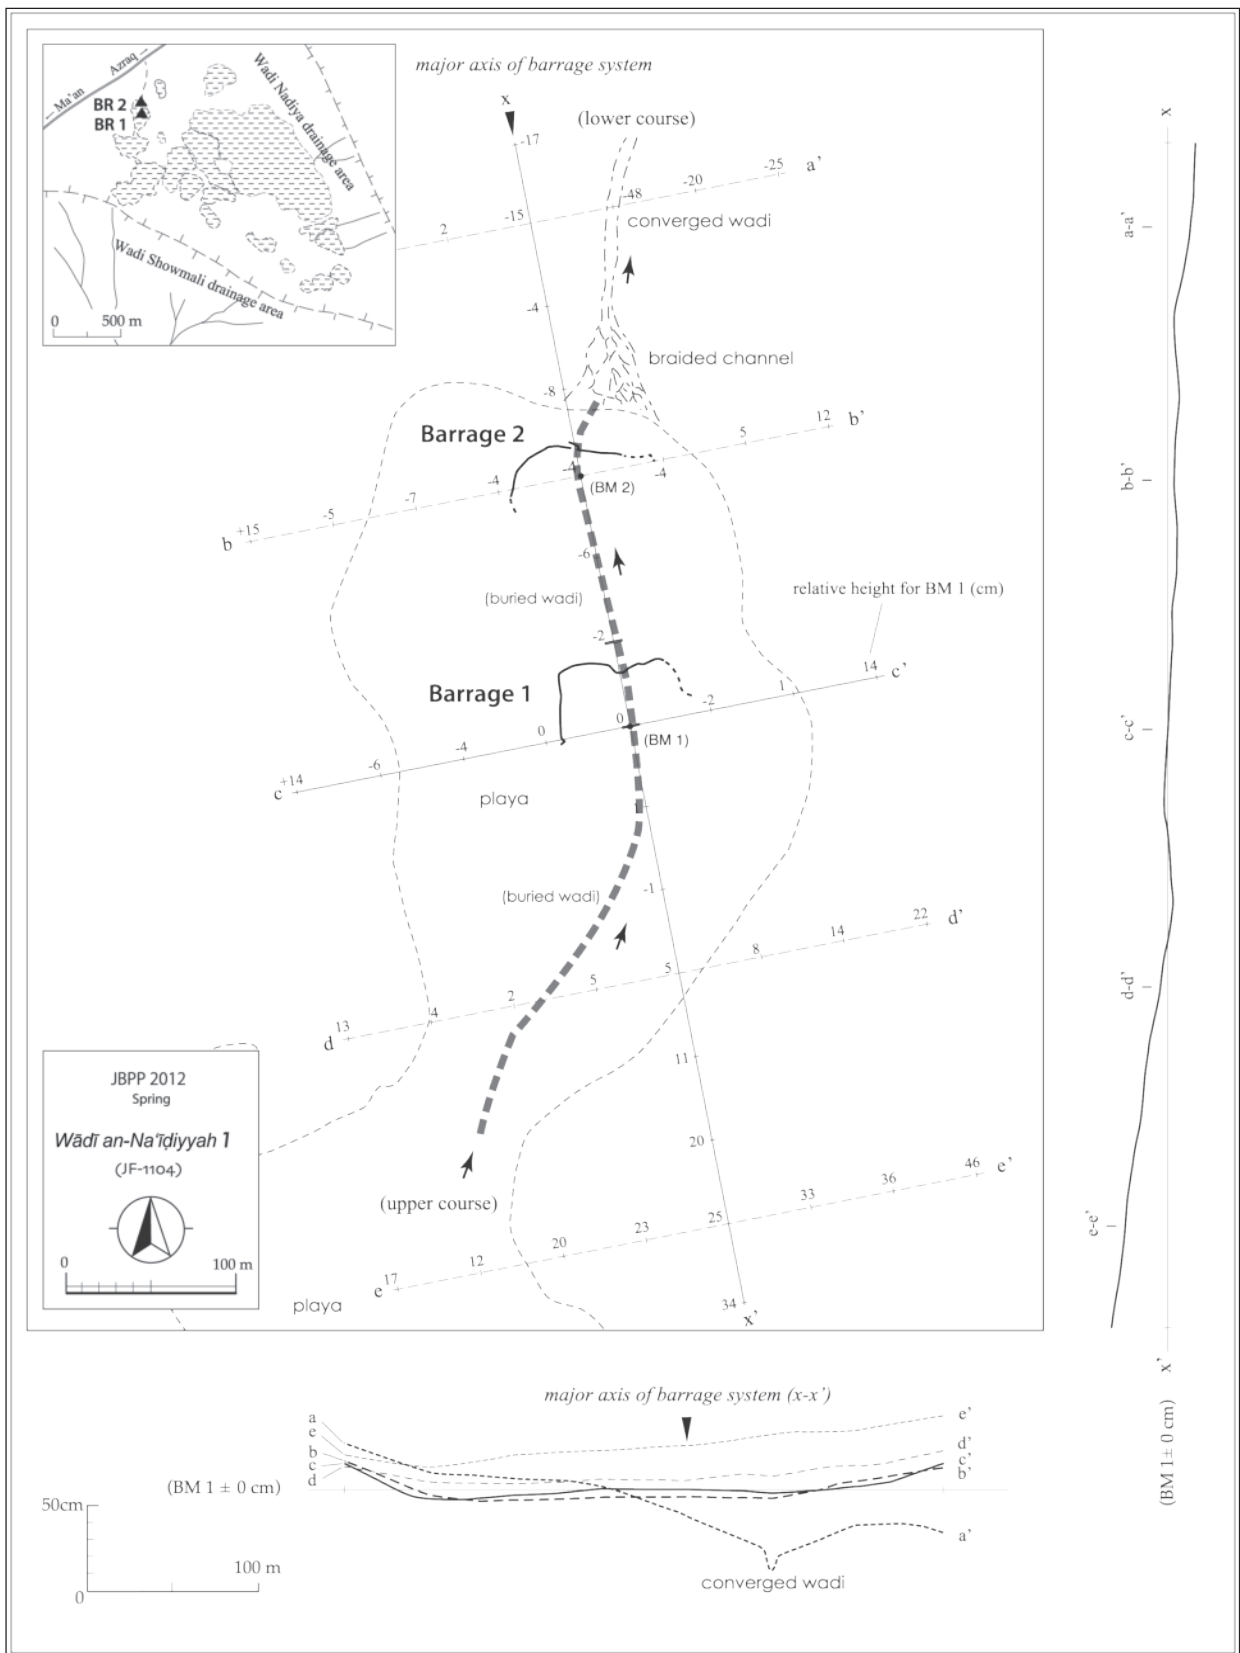 major axis of barrage system
Azraq →
← Ma'an
BR 2
BR 1
Wadi Nadiya drainage area
Wadi Showmali drainage area
0 500 m
x
(lower course)
-17
a'
-25
-20
-48
-15
2
converged wadi
-4
braided channel
-8
12 b'
5
Barrage 2
-4
-4
-4
-7
-5
+15
b
(BM 2)
-6
(buried wadi)
relative height for BM 1 (cm)
-2
14
c'
1
-2
Barrage 1
0
0
-4
-6
+14
c
(BM 1)
playa
1
(buried wadi)
-1
22 d'
14
8
5
5
2
4
13
d
11
JBPP 2012
Spring
Wādī an-Na'īḍiyyah 1
(JF-1104)
0 100 m
20
46 e'
36
33
25
23
20
12
17
e
(upper course)
playa
34
x'
x
a-a'
b-b'
c-c'
d-d'
e-e'
x'
(BM 1± 0 cm)
major axis of barrage system (x-x')
a
e
b
c
d
e'
d'
c'
b'
a'
(BM 1 ± 0 cm)
50cm
0
100 m
converged wadi